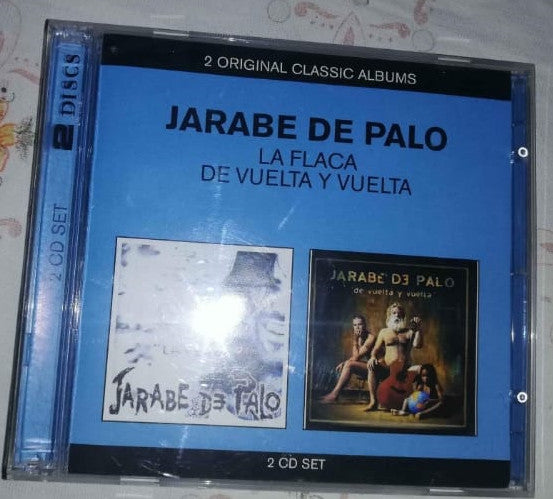 2 ORIGINAL CLASSIC ALBUMS
JARABE DE PALO
LA FLACA
DE VUELTA Y VUELTA
2 DISCS
2 CD SET
LA
JARABE DE PALO
JARABE DE PALO
de vuelta y vuelta
2 CD SET